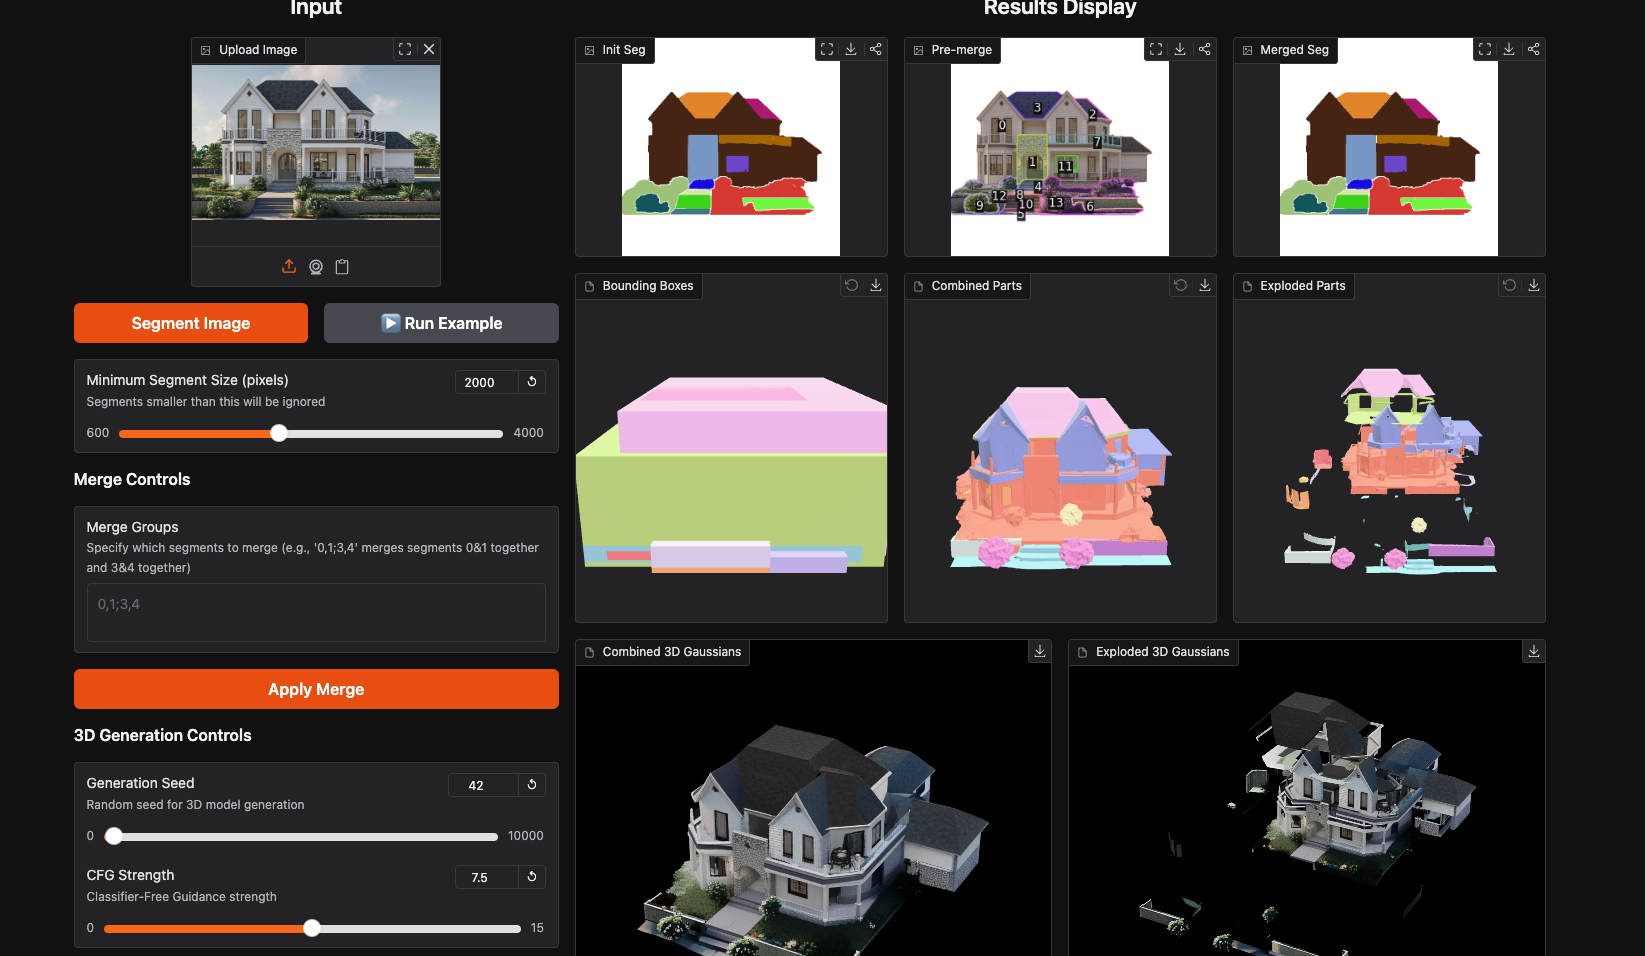 Input
Results Display
Upload Image
Segment Image
Run Example
Minimum Segment Size (pixels)
2000
Segments smaller than this will be ignored
600
4000
Merge Controls
Merge Groups
Specify which segments to merge (e.g., '0,1;3,4' merges segments 0&1 together
and 3&4 together)
0,1;3,4
Apply Merge
3D Generation Controls
Generation Seed
42
Random seed for 3D model generation
0
10000
CFG Strength
7.5
Classifier-Free Guidance strength
0
15
Init Seg
Pre-merge
3
2
0
7
1
11
4
12
8
9
10
13
6
5
Merged Seg
Bounding Boxes
Combined Parts
Exploded Parts
Combined 3D Gaussians
Exploded 3D Gaussians